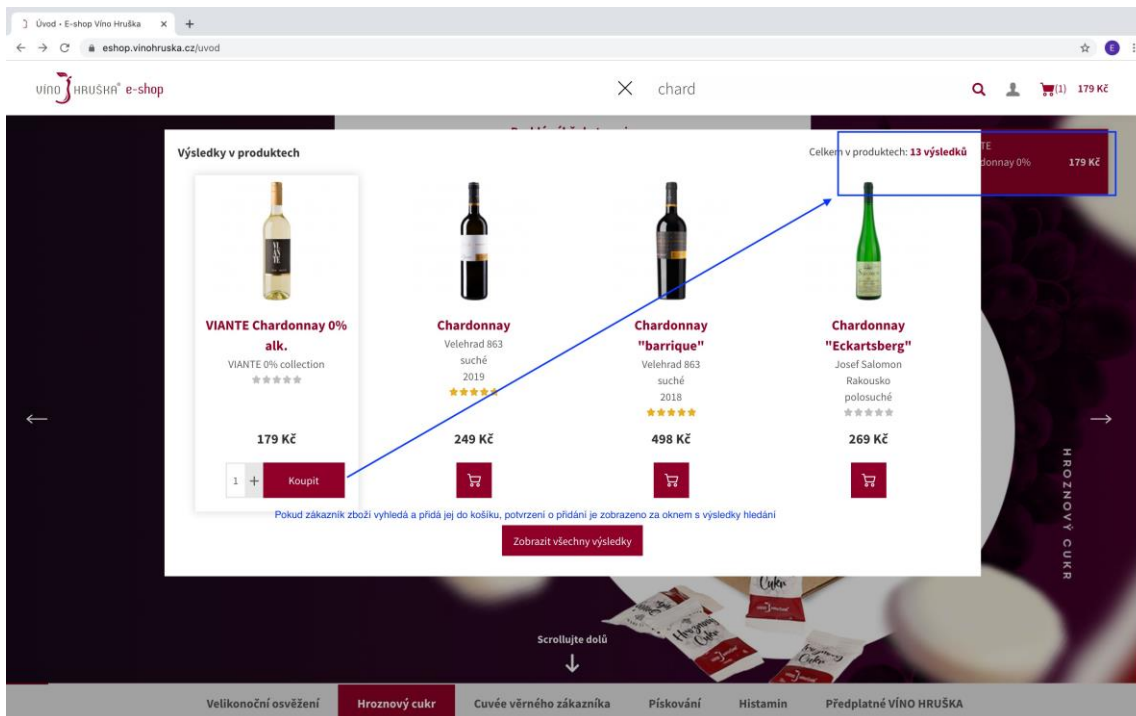 Úvod - E-shop Víno Hruška
eshop.vinohruska.cz/uvod
E
VÍNO HRUŠKA® e-shop
chard
(1) 179 Kč
Výsledky v produktech
Celkem v produktech: 13 výsledků
donnay 0% 179 Kč
VIANTE
VIANTE Chardonnay 0%
alk.
VIANTE 0% collection
179 Kč
1 + Koupit
Chardonnay
Velehrad 863
suché
2019
249 Kč
Chardonnay
"barrique"
Velehrad 863
suché
2018
498 Kč
Chardonnay
"Eckartsberg"
Josef Salomon
Rakousko
polosuché
269 Kč
Pokud zákazník zboží vyhledá a přidá jej do košíku, potvrzení o přidání je zobrazeno za oknem s výsledky hledání
Zobrazit všechny výsledky
HROZNOVÝ CUKR
Hroznový
Cukr
Scrollujte dolů
Velikonoční osvěžení
Hroznový cukr
Cuvée věrného zákazníka
Pískování
Histamin
Předplatné VÍNO HRUŠKA